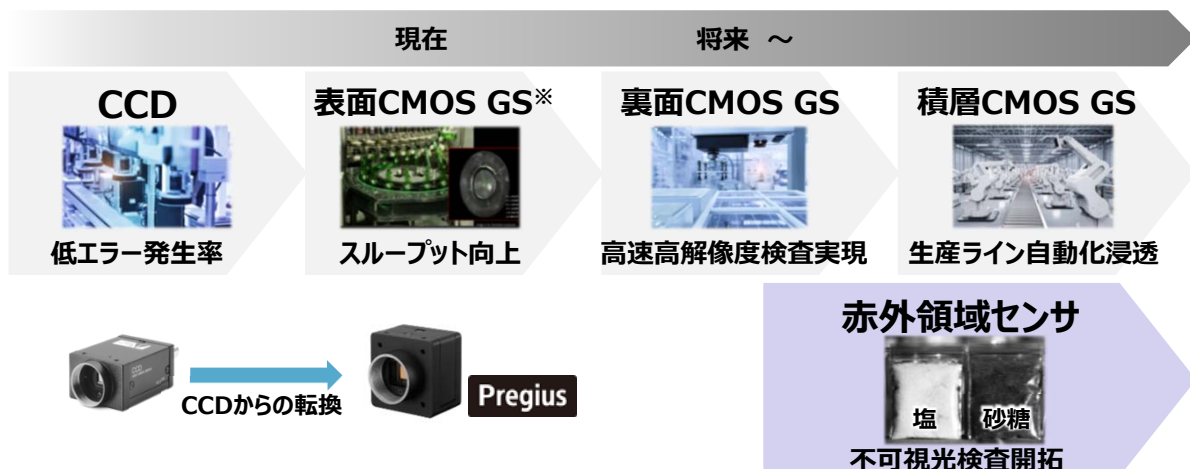 現在 将来 ～
CCD 表面CMOS GS※ 裏面CMOS GS 積層CMOS GS
低エラー発生率 スループット向上 高速高解像度検査実現 生産ライン自動化浸透
赤外領域センサ
CCD
CCDからの転換
Pregius
塩 砂糖
不可視光検査開拓